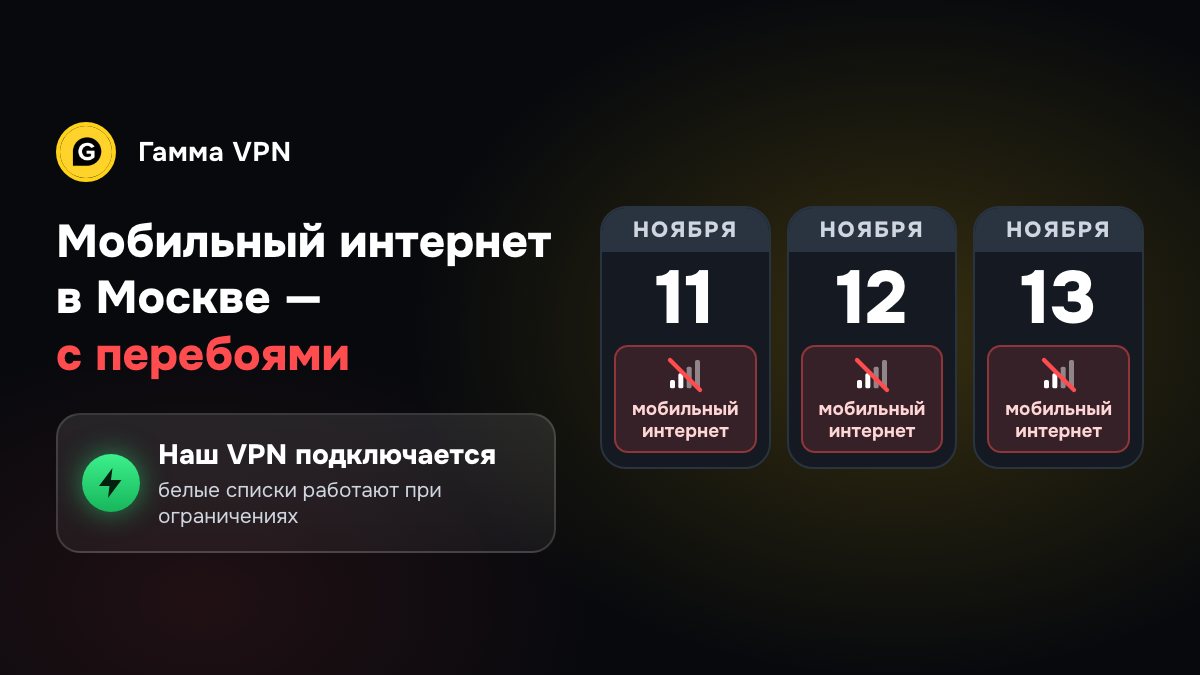 G
Гамма VPN
Мобильный интернет
в Москве —
с перебоями
Наш VPN подключается
белые списки работают при
ограничениях
НОЯБРЯ
11
мобильный
интернет
НОЯБРЯ
12
мобильный
интернет
НОЯБРЯ
13
мобильный
интернет